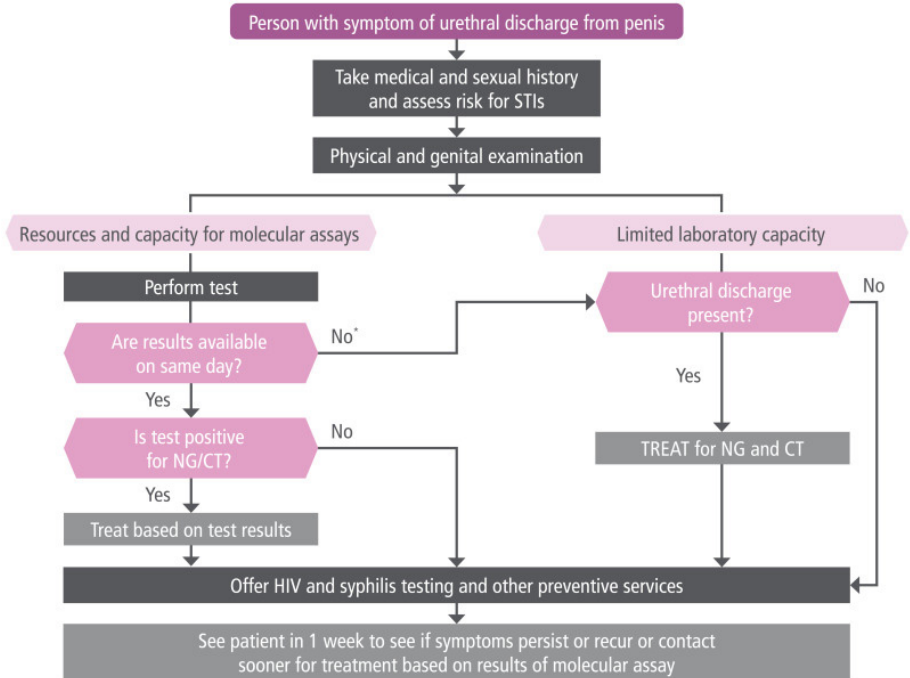 Person with symptom of urethral discharge from penis
Take medical and sexual history
and assess risk for STIs
Physical and genital examination
Resources and capacity for molecular assays
Limited laboratory capacity
Perform test
Urethral discharge
present?
No
Are results available
on same day?
No*
Yes
Yes
Is test positive
for NG/CT?
No
TREAT for NG and CT
Yes
Treat based on test results
Offer HIV and syphilis testing and other preventive services
See patient in 1 week to see if symptoms persist or recur or contact
sooner for treatment based on results of molecular assay